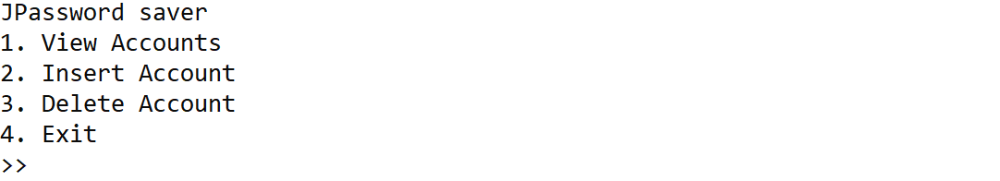 JPassword saver
1. View Accounts
2. Insert Account
3. Delete Account
4. Exit
>>